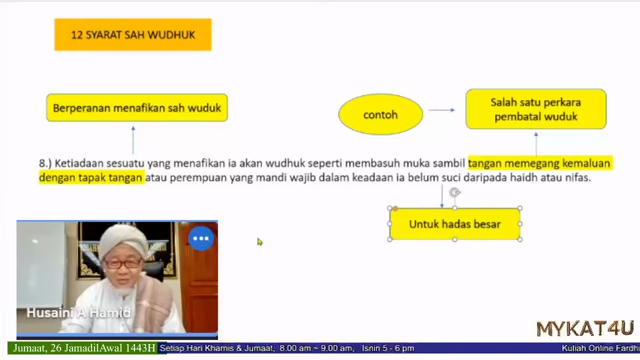 12 SYARAT SAH WUDHUK
Berperanan menafikan sah wuduk
contoh
Salah satu perkara
pembatal wuduk
8.) Ketiadaan sesuatu yang menafikan ia akan wudhuk seperti membasuh muka sambil tangan memegang kemaluan
dengan tapak tangan atau perempuan yang mandi wajib dalam keadaan ia belum suci daripada haidh atau nifas.
Untuk hadas besar
Husaini A Hamid
MYKAT4U
Jumaat, 26 JamadilAwal 1443H Setiap Hari Khamis & Jumaat, 8.00 am ~ 9.00 am, Isnin 5 - 6 pm Kuliah Online Fardh